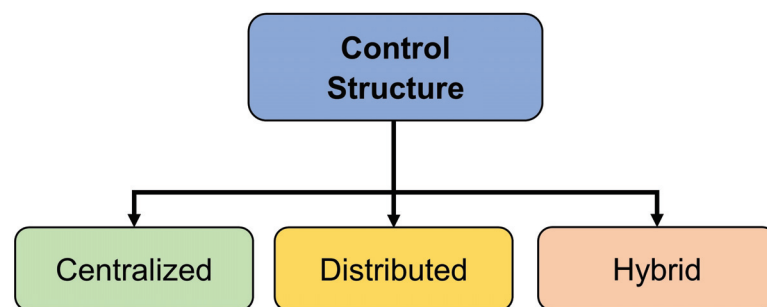 Control
Structure
Centralized
Distributed
Hybrid